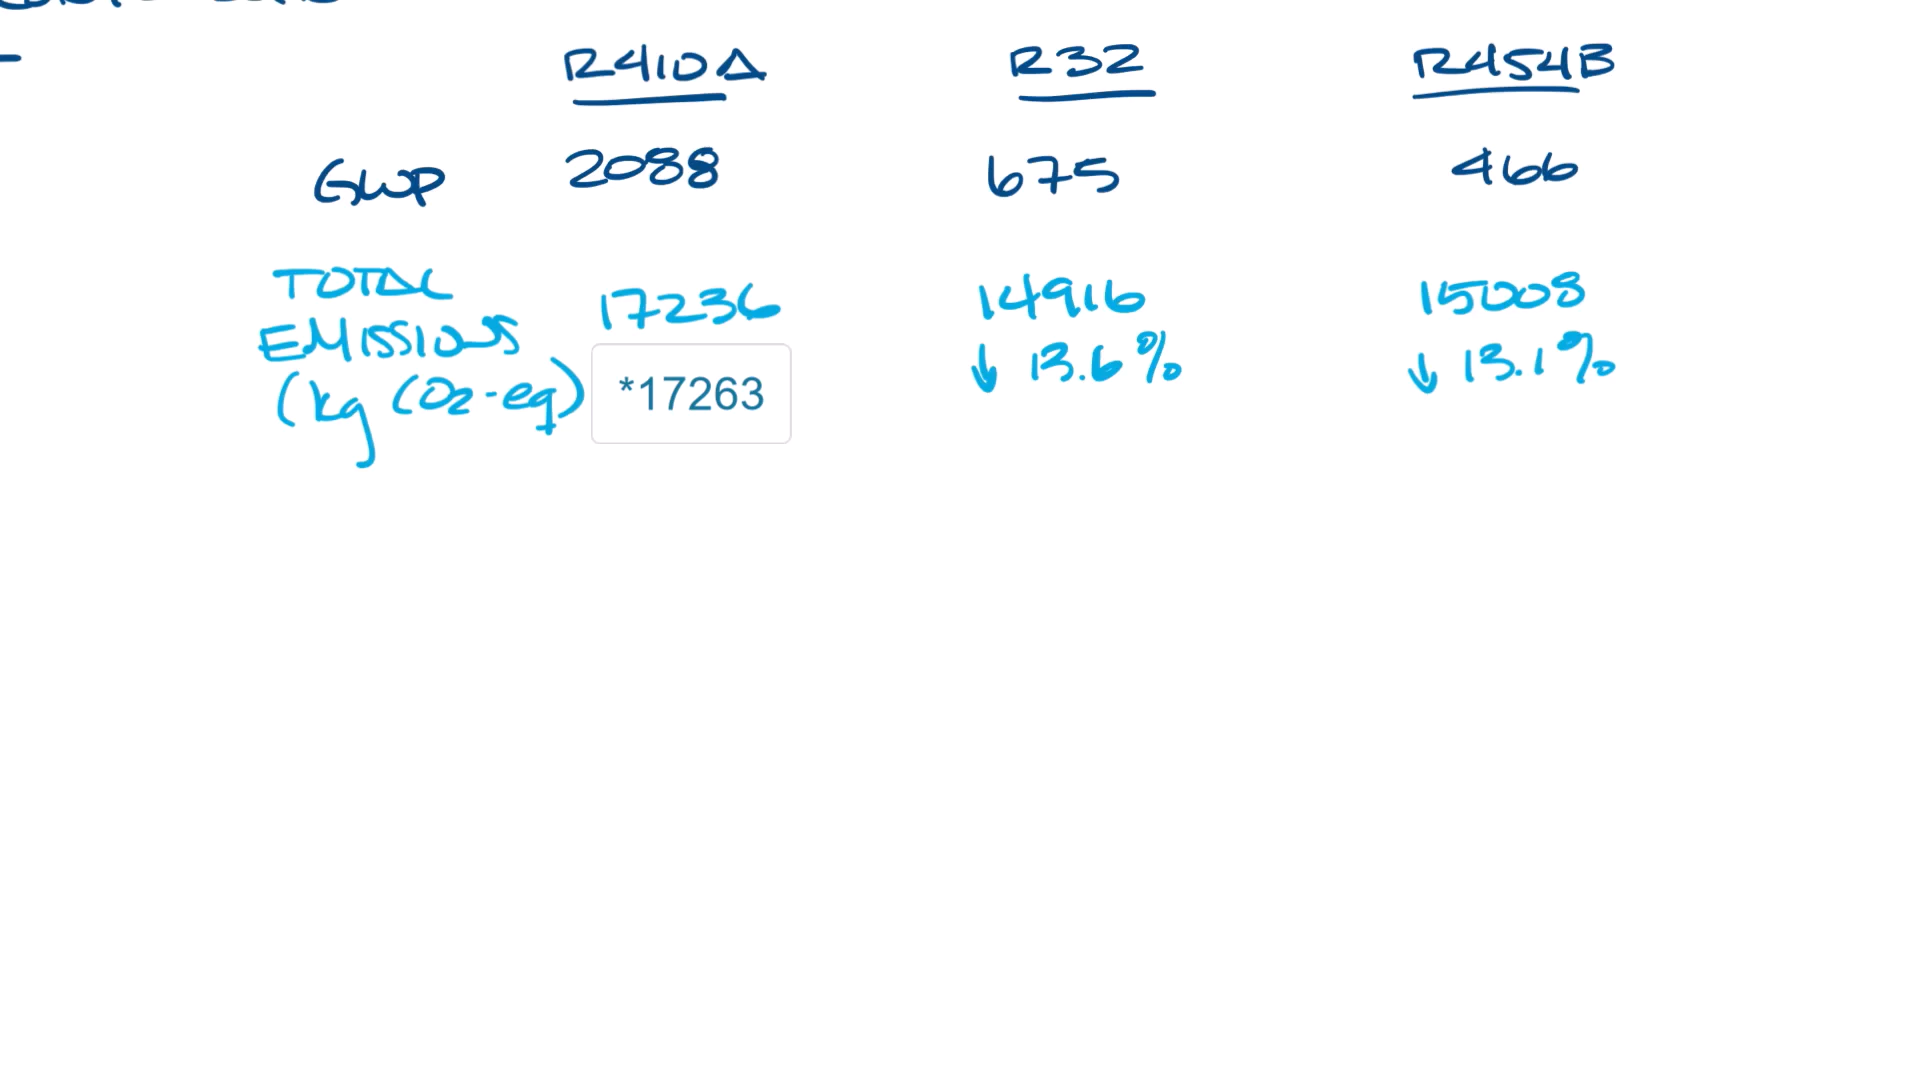 R410A R32 R454B
GWP 2088 675 466
TOTAL
EMISSIONS 17236 14916 15008
↓ 13.6% ↓ 13.1%
(kg CO2-eq) *17263